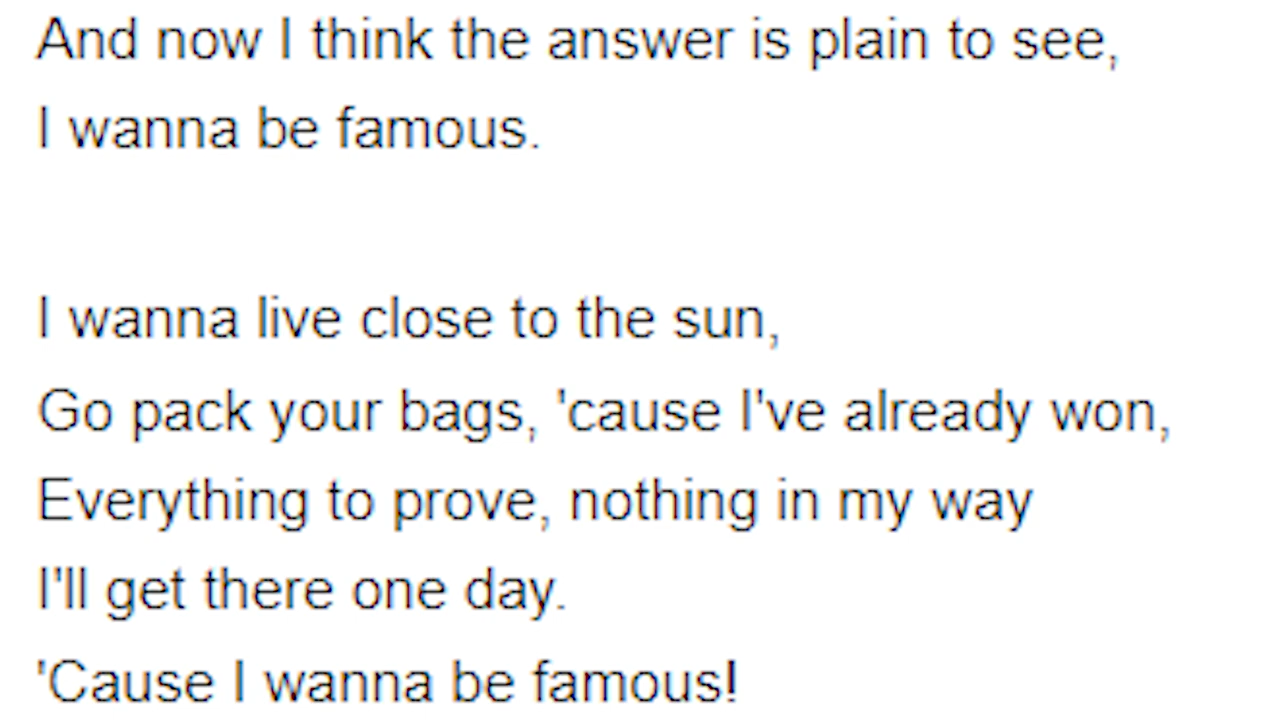 And now I think the answer is plain to see,
I wanna be famous.
I wanna live close to the sun,
Go pack your bags, 'cause I've already won,
Everything to prove, nothing in my way
I'll get there one day.
'Cause I wanna be famous!